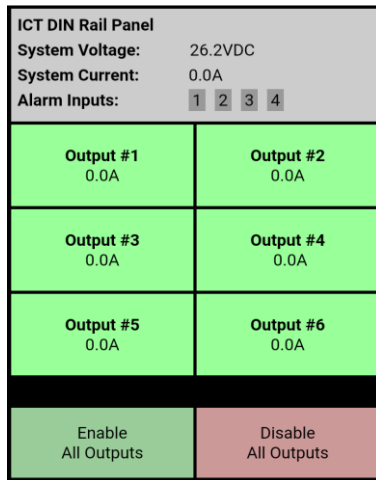 ICT DIN Rail Panel
System Voltage: 26.2VDC
System Current: 0.0A
Alarm Inputs: 1 2 3 4
Output #1 Output #2
0.0A 0.0A
Output #3 Output #4
0.0A 0.0A
Output #5 Output #6
0.0A 0.0A
Enable Disable
All Outputs All Outputs